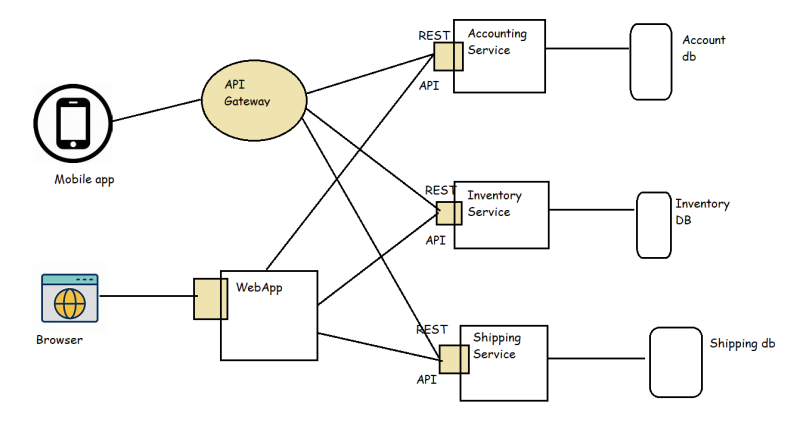 REST
Accounting
Service
API
Account
db
API
Gateway
Mobile app
REST
Inventory
Service
API
Inventory
DB
WebApp
Browser
REST
Shipping
Service
API
Shipping db